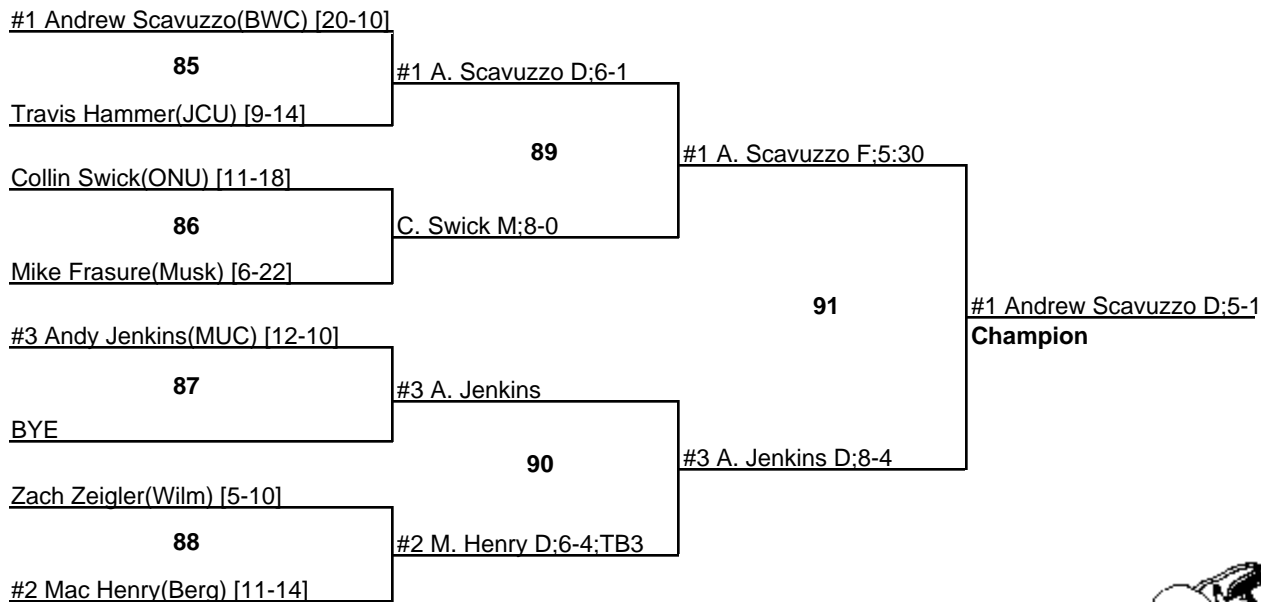 #1 Andrew Scavuzzo(BWC) [20-10]
85
#1 A. Scavuzzo D;6-1
Travis Hammer(JCU) [9-14]
89
#1 A. Scavuzzo F;5:30
Collin Swick(ONU) [11-18]
86
C. Swick M;8-0
Mike Frasure(Musk) [6-22]
91
#1 Andrew Scavuzzo D;5-1
Champion
#3 Andy Jenkins(MUC) [12-10]
87
#3 A. Jenkins
BYE
90
#3 A. Jenkins D;8-4
Zach Zeigler(Wilm) [5-10]
88
#2 M. Henry D;6-4;TB3
#2 Mac Henry(Berg) [11-14]